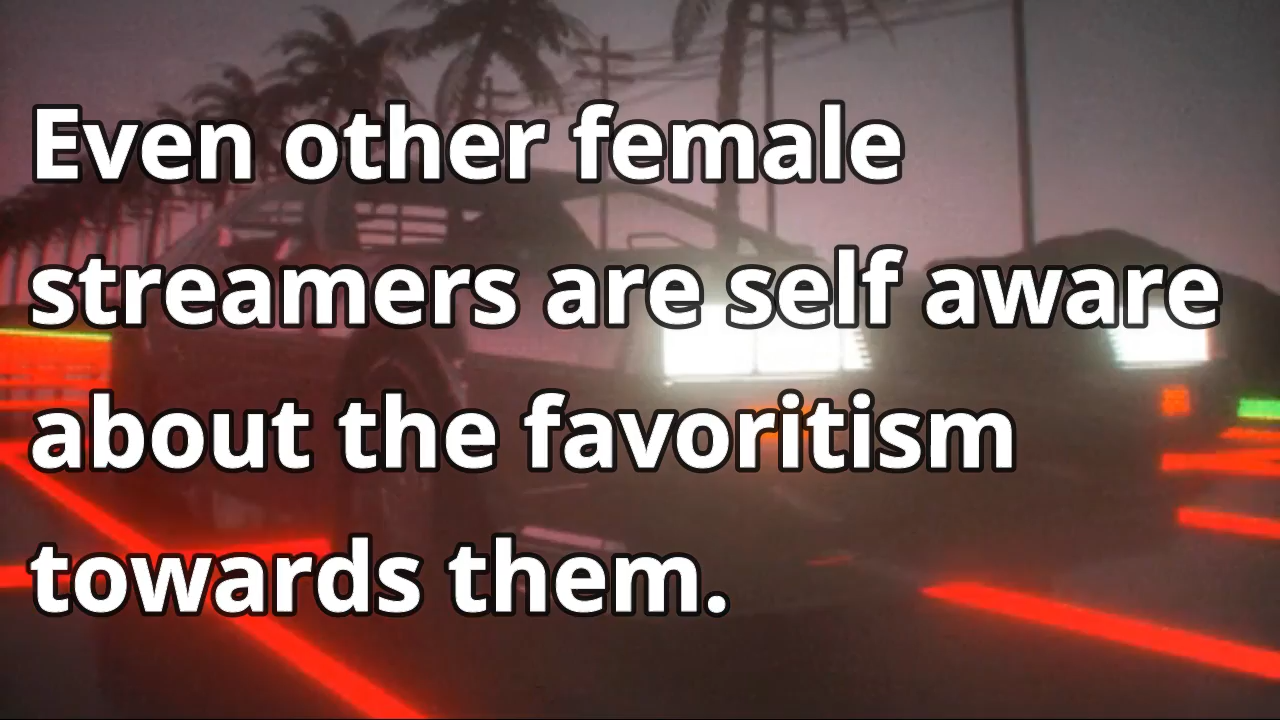 Even other female
streamers are self aware
about the favoritism
towards them.